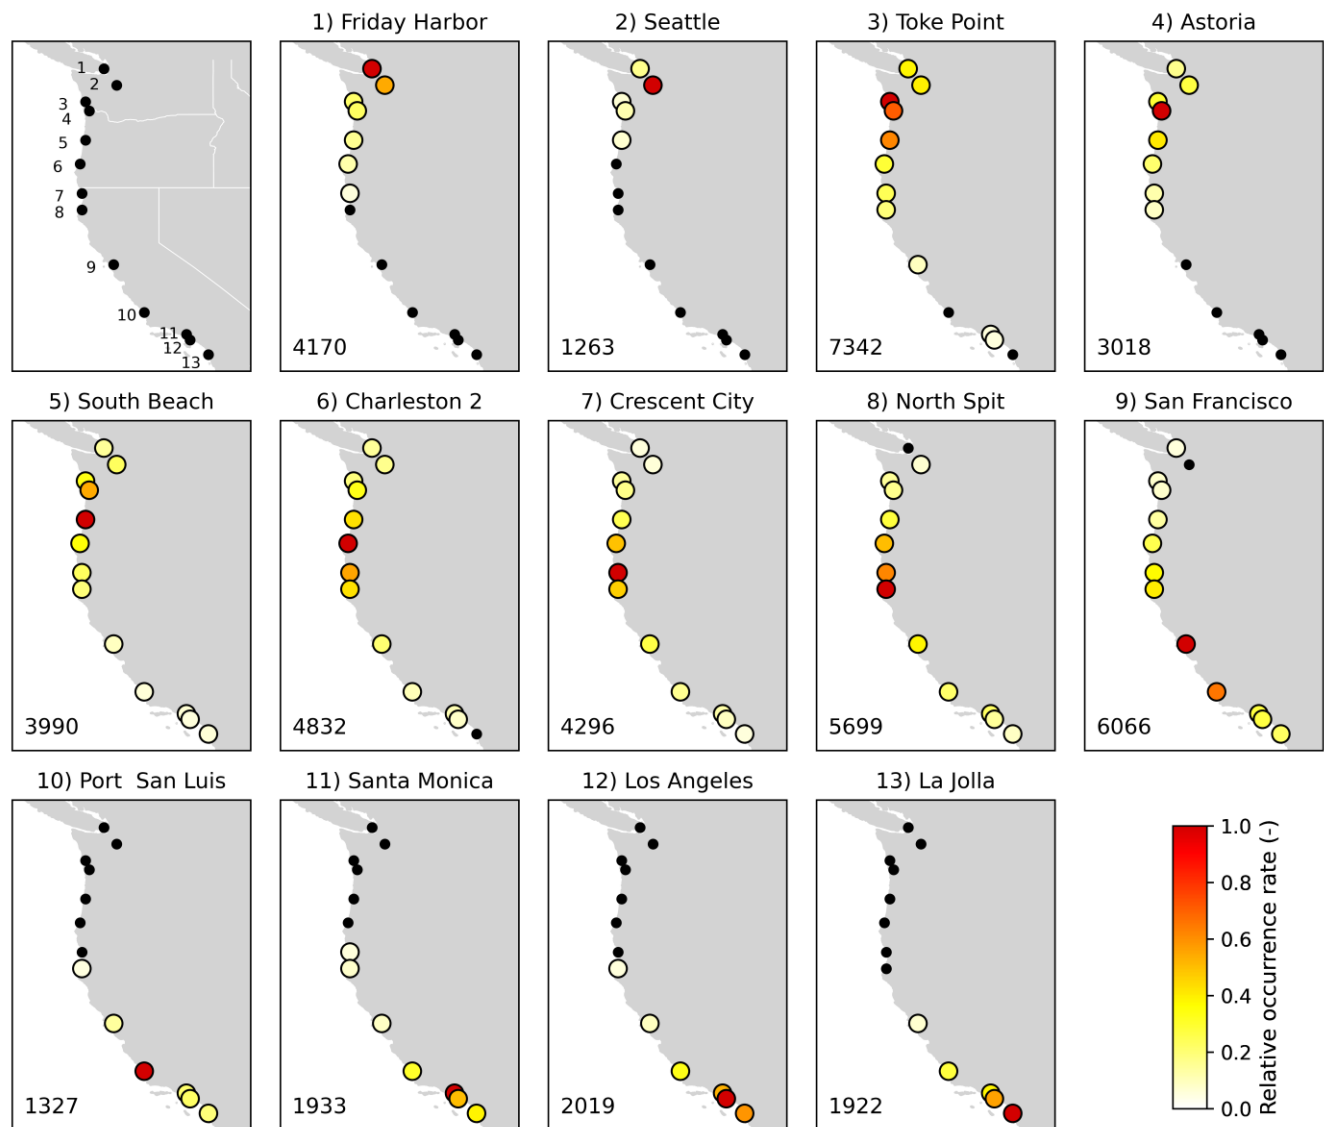 1) Friday Harbor
2) Seattle
3) Toke Point
4) Astoria
1
2
3
4
5
6
7
8
9
10
11
12
13
4170
1263
7342
3018
5) South Beach
6) Charleston 2
7) Crescent City
8) North Spit
9) San Francisco
3990
4832
4296
5699
6066
10) Port  San Luis
11) Santa Monica
12) Los Angeles
13) La Jolla
1327
1933
2019
1922
1.0
0.8
0.6
0.4
0.2
0.0
Relative occurrence rate (-)